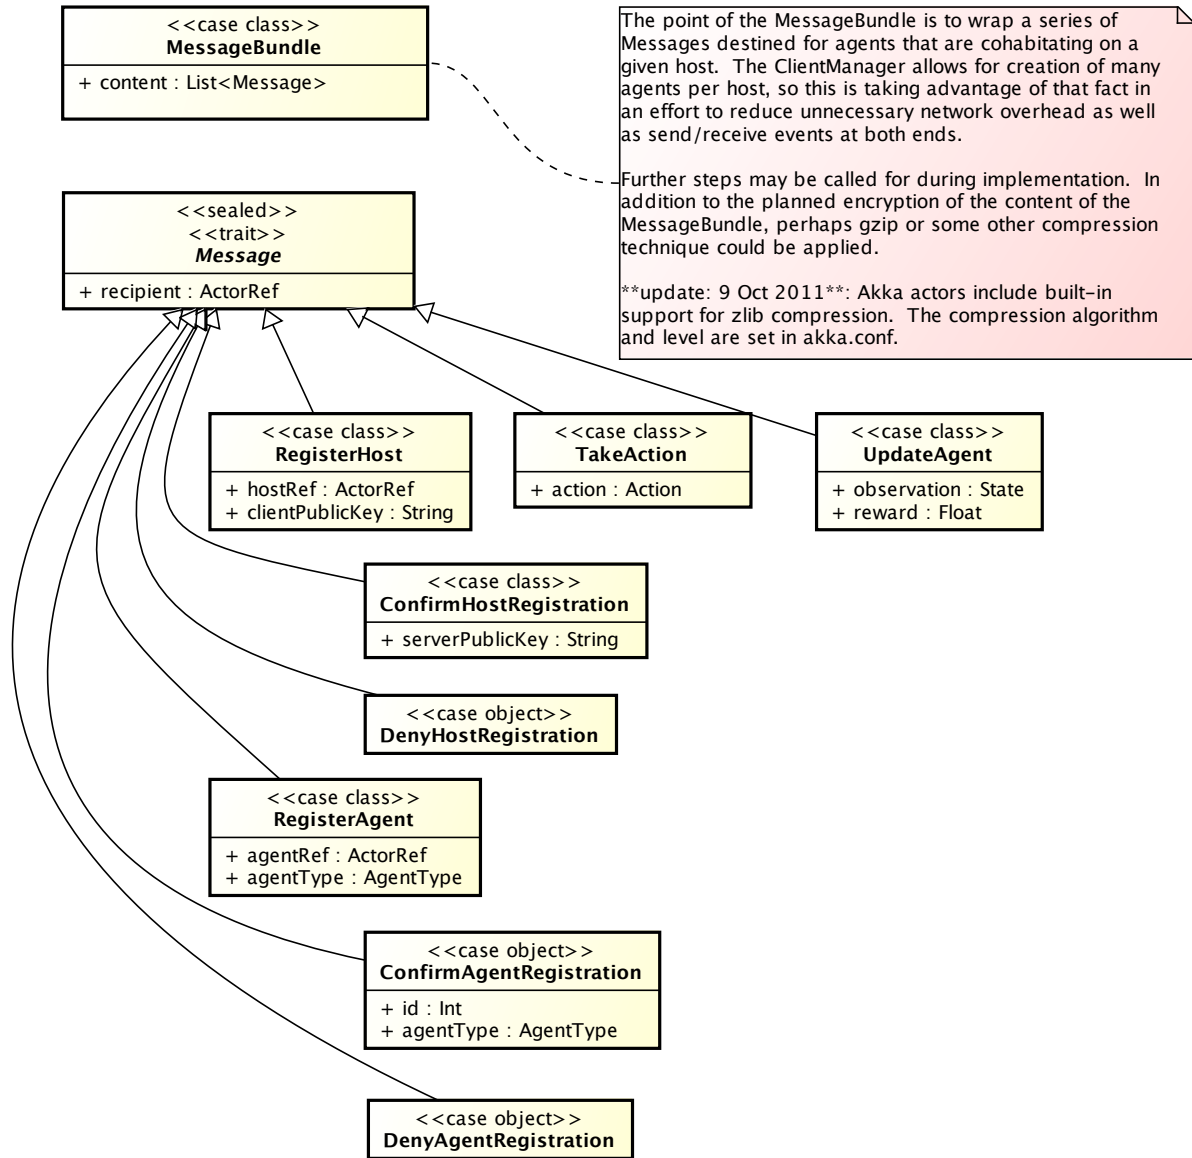 <<case class>>
MessageBundle
+ content : List<Message>
The point of the MessageBundle is to wrap a series of
Messages destined for agents that are cohabitating on a
given host.  The ClientManager allows for creation of many
agents per host, so this is taking advantage of that fact in
an effort to reduce unnecessary network overhead as well
as send/receive events at both ends.
Further steps may be called for during implementation.  In
addition to the planned encryption of the content of the
MessageBundle, perhaps gzip or some other compression
technique could be applied.
**update: 9 Oct 2011**: Akka actors include built-in
support for zlib compression.  The compression algorithm
and level are set in akka.conf.
<<sealed>>
<<trait>>
Message
+ recipient : ActorRef
<<case class>>
RegisterHost
+ hostRef : ActorRef
+ clientPublicKey : String
<<case class>>
TakeAction
+ action : Action
<<case class>>
UpdateAgent
+ observation : State
+ reward : Float
<<case class>>
ConfirmHostRegistration
+ serverPublicKey : String
<<case object>>
DenyHostRegistration
<<case class>>
RegisterAgent
+ agentRef : ActorRef
+ agentType : AgentType
<<case object>>
ConfirmAgentRegistration
+ id : Int
+ agentType : AgentType
<<case object>>
DenyAgentRegistration